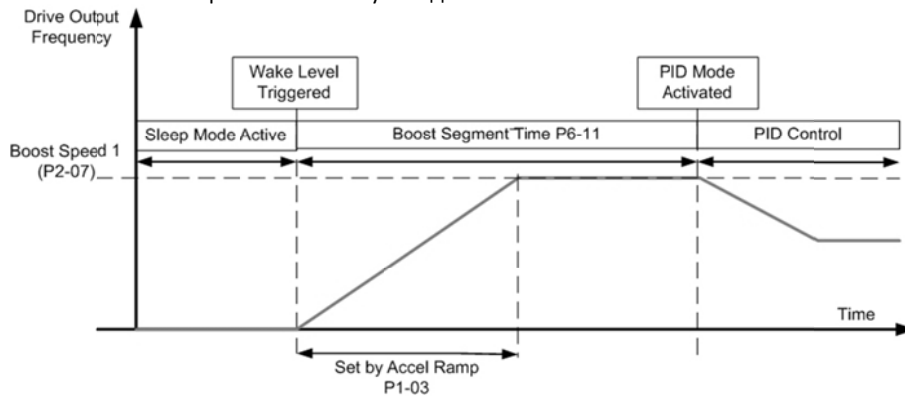 Drive Output
Frequency
Wake Level
Triggered
PID Mode
Activated
Sleep Mode Active
Boost Segment Time P6-11
PID Control
Boost Speed 1
(P2-07)
Time
Set by Accel Ramp
P1-03